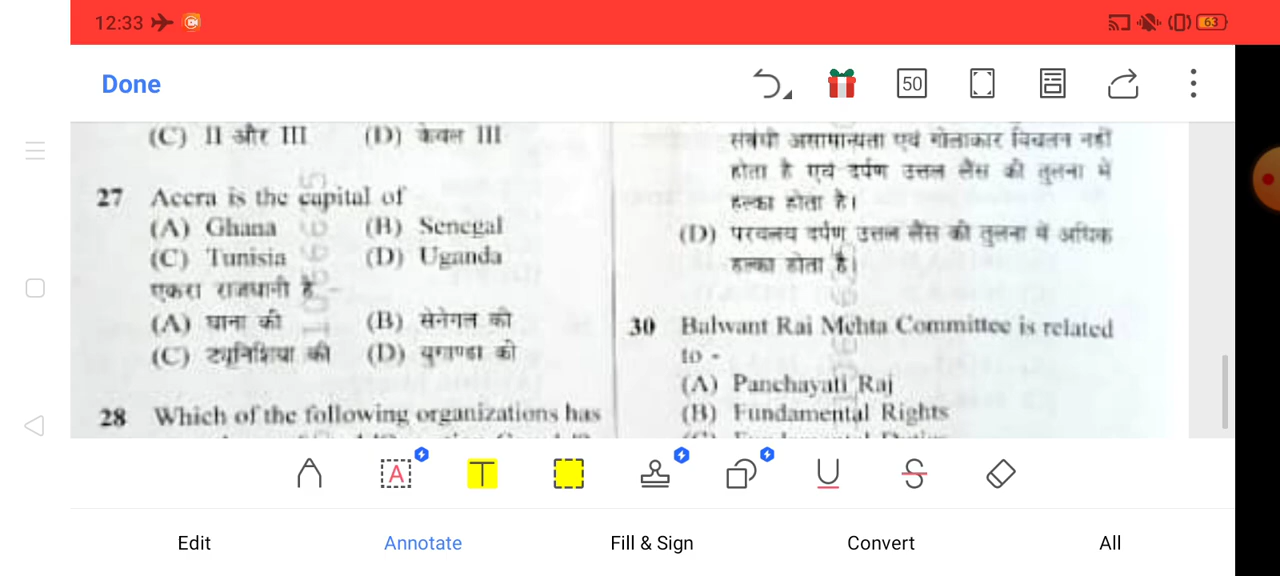 12:33
63
Done
50
(C) II और III (D) केवल III
27 Accra is the capital of
(A) Ghana (B) Senegal
(C) Tunisia (D) Uganda
एकरा राजधानी है -
(A) घाना की (B) सेनेगल की
(C) ट्युनिशिया की (D) युगाण्डा की
28 Which of the following organizations has
संबंधी असामान्यता एवं गोलाकार विचलन नहीं
होता है एवं दर्पण उत्तल लैंस की तुलना में
हल्का होता है।
(D) परवलय दर्पण उत्तल लैंस की तुलना में अधिक
हल्का होता है।
30 Balwant Rai Mehta Committee is related
to -
(A) Panchayati Raj
(B) Fundamental Rights
A
T
U
S
Edit
Annotate
Fill & Sign
Convert
All